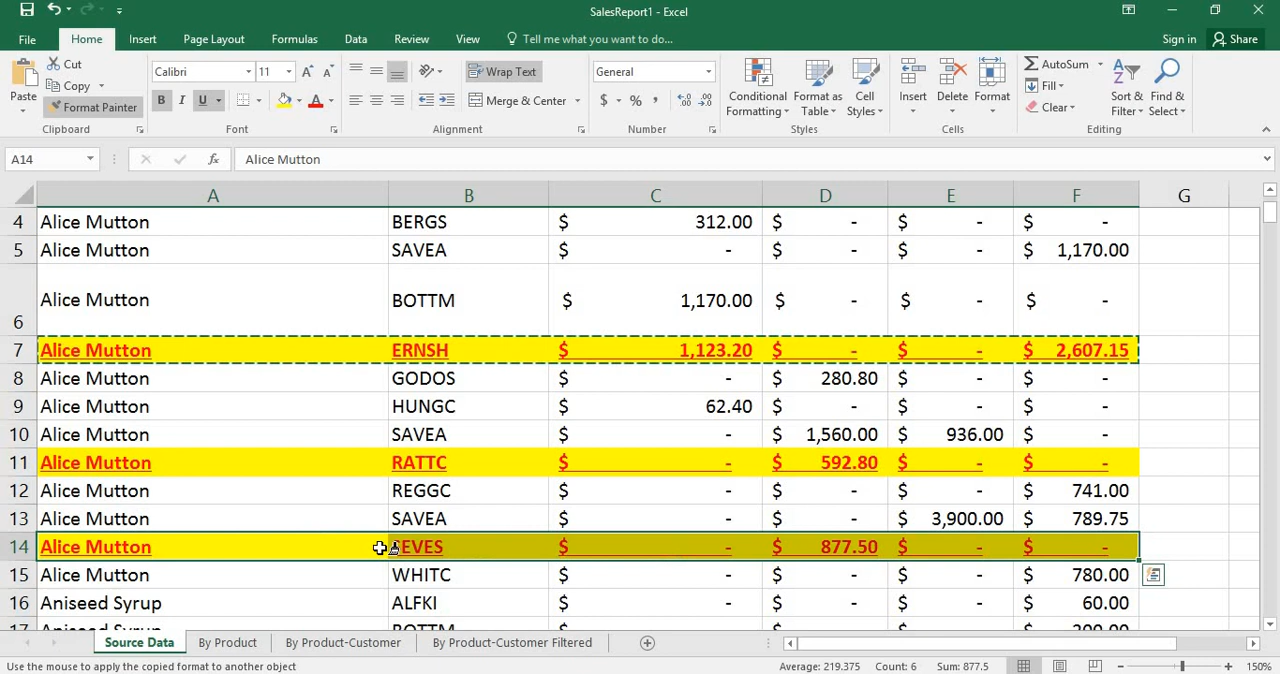 SalesReport1 - Excel
File Home Insert Page Layout Formulas Data Review View Tell me what you want to do... Sign in Share
Paste Cut Copy Format Painter Clipboard
Calibri 11 B I U A Font
Wrap Text Merge & Center Alignment
General $ % , Number
Conditional Formatting Format as Table Cell Styles Styles
Insert Delete Format Cells
AutoSum Fill Clear Sort & Filter Find & Select Editing
A14 fx Alice Mutton
A B C D E F G
4 Alice Mutton BERGS $ 312.00 $ - $ - $ -
5 Alice Mutton SAVEA $ - $ - $ - $ 1,170.00
6 Alice Mutton BOTTM $ 1,170.00 $ - $ - $ -
7 Alice Mutton ERNSH $ 1,123.20 $ - $ - $ 2,607.15
8 Alice Mutton GODOS $ - $ 280.80 $ - $ -
9 Alice Mutton HUNGC $ 62.40 $ - $ - $ -
10 Alice Mutton SAVEA $ - $ 1,560.00 $ 936.00 $ -
11 Alice Mutton RATTC $ - $ 592.80 $ - $ -
12 Alice Mutton REGGC $ - $ - $ - $ 741.00
13 Alice Mutton SAVEA $ - $ - $ 3,900.00 $ 789.75
14 Alice Mutton EVES $ - $ 877.50 $ - $ -
15 Alice Mutton WHITC $ - $ - $ - $ 780.00
16 Aniseed Syrup ALFKI $ - $ - $ - $ 60.00
Source Data By Product By Product-Customer By Product-Customer Filtered
Use the mouse to apply the copied format to another object Average: 219.375 Count: 6 Sum: 877.5 150%